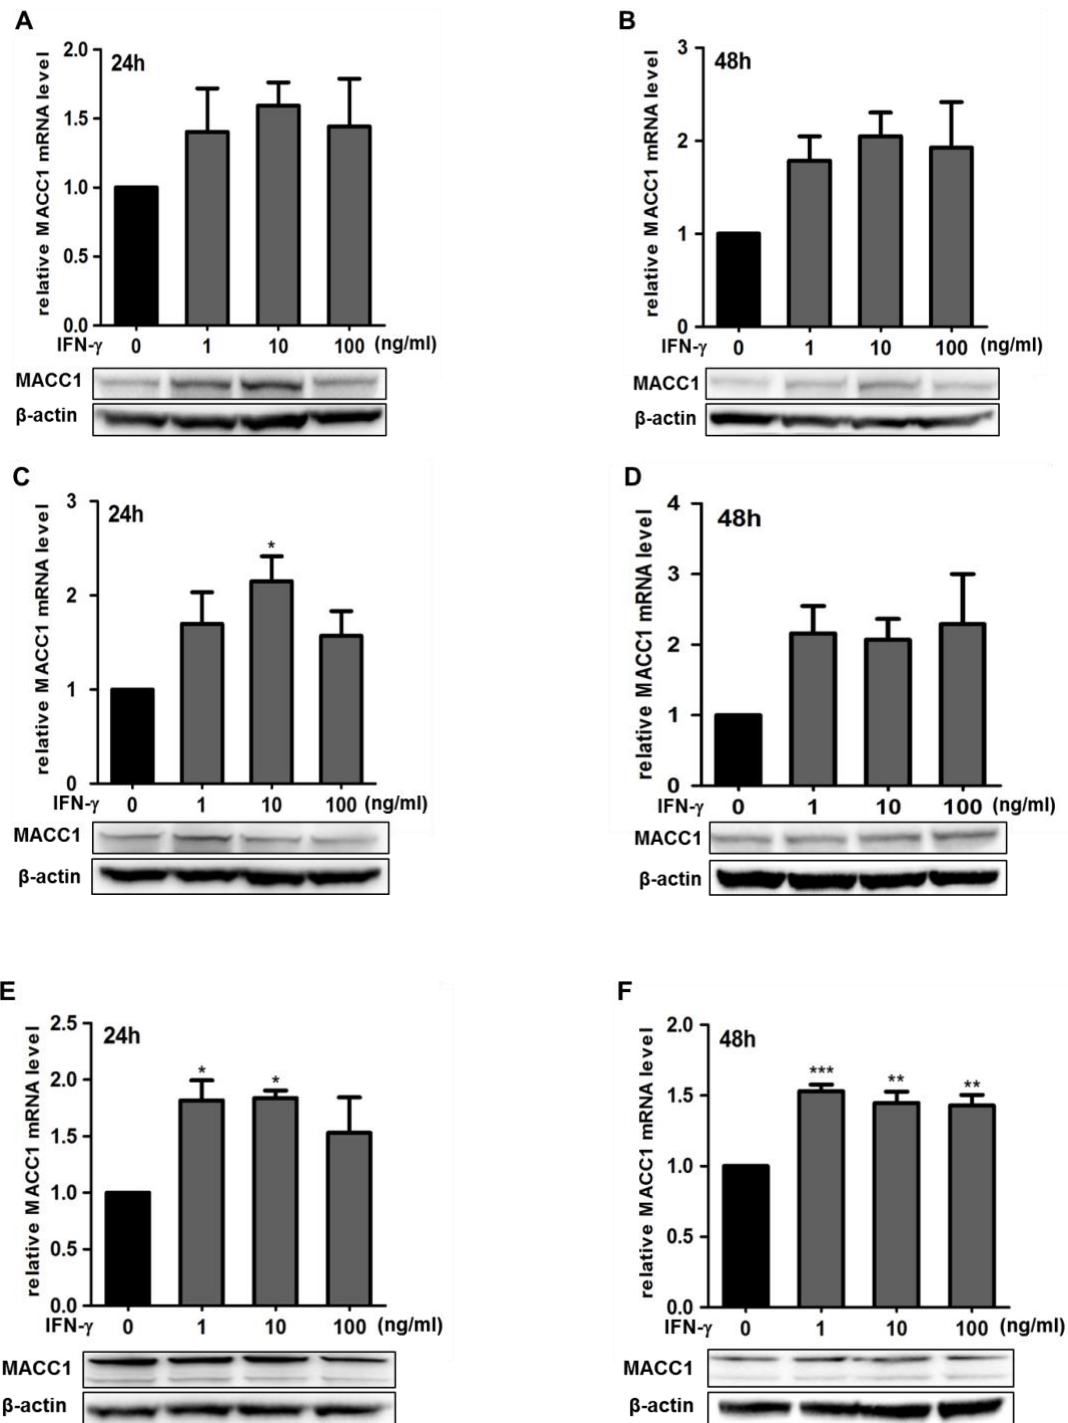 A
relative MACC1 mRNA level
2.0
1.5
1.0
0.5
0.0
24h
IFN-γ 0 1 10 100 (ng/ml)
MACC1
β-actin
B
relative MACC1 mRNA level
3
2
1
0
48h
IFN-γ 0 1 10 100 (ng/ml)
MACC1
β-actin
C
relative MACC1 mRNA level
3
2
1
0
24h
*
IFN-γ 0 1 10 100 (ng/ml)
MACC1
β-actin
D
relative MACC1 mRNA level
4
3
2
1
0
48h
IFN-γ 0 1 10 100 (ng/ml)
MACC1
β-actin
E
relative MACC1 mRNA level
2.5
2.0
1.5
1.0
0.5
0.0
24h
* *
IFN-γ 0 1 10 100 (ng/ml)
MACC1
β-actin
F
relative MACC1 mRNA level
2.0
1.5
1.0
0.5
0.0
48h
*** ** **
IFN-γ 0 1 10 100 (ng/ml)
MACC1
β-actin